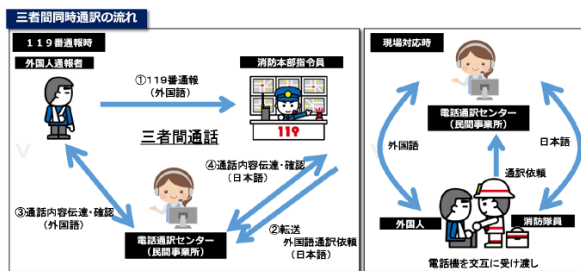 三者間同時通訳の流れ
119番通報時
外国人通報者
①119番通報
(外国語)
消防本部指令員
119
三者間通話
④通話内容伝達・確認
(日本語)
③通話内容伝達・確認
(外国語)
②転送
外国語通訳依頼
(日本語)
電話通訳センター
(民間事業所)
現場対応時
電話通訳センター
(民間事業所)
外国語
日本語
通訳依頼
外国人
消防隊員
電話機を交互に受け渡し